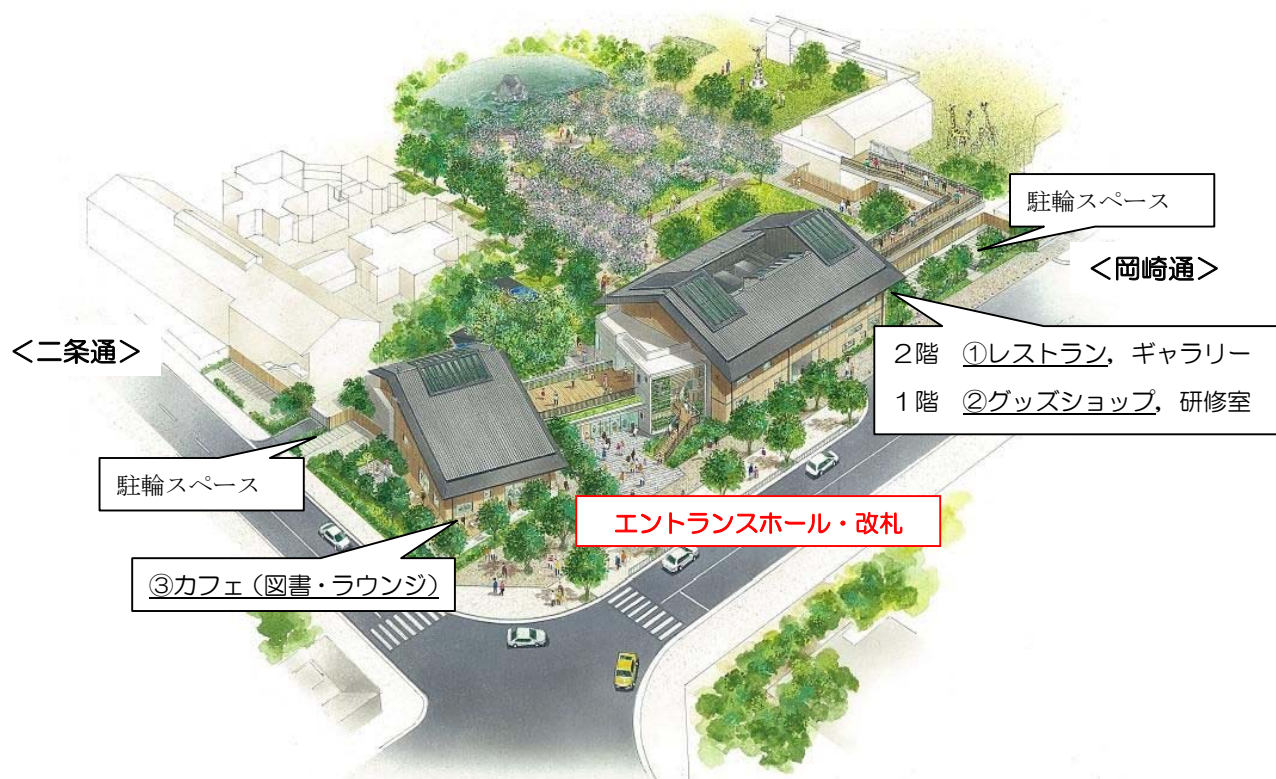 駐輪スペース
＜岡崎通＞
＜二条通＞
２階　①レストラン，ギャラリー
１階　②グッズショップ，研修室
駐輪スペース
エントランスホール・改札
③カフェ（図書・ラウンジ）